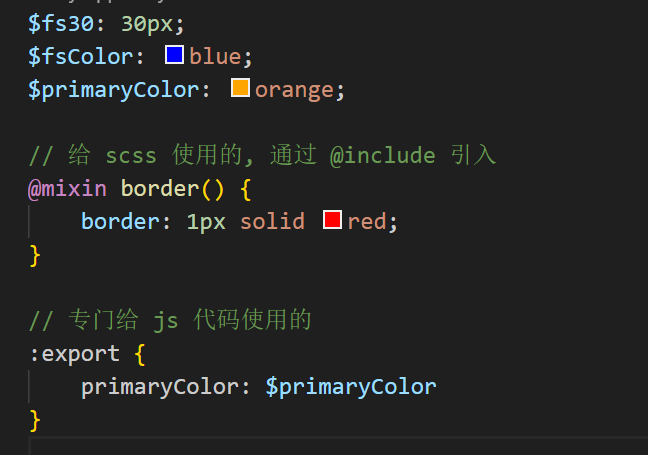 $fs30: 30px;
$fsColor: blue;
$primaryColor: orange;
// 给 scss 使用的, 通过 @include 引入
@mixin border() {
border: 1px solid red;
}
// 专门给 js 代码使用的
:export {
primaryColor: $primaryColor
}